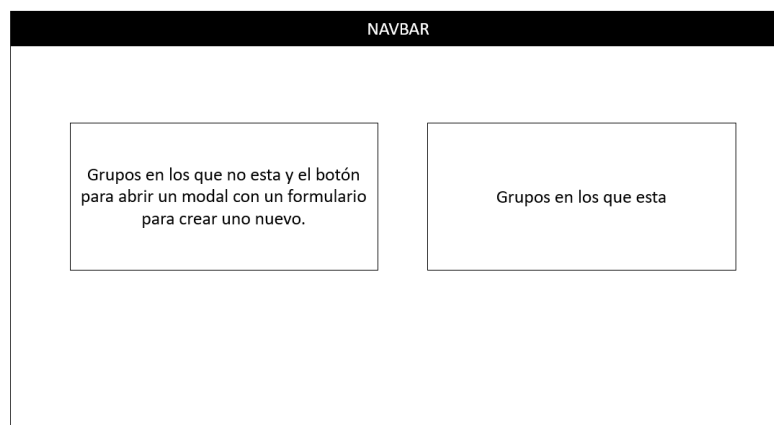 NAVBAR
Grupos en los que no esta y el botón
para abrir un modal con un formulario
para crear uno nuevo.
Grupos en los que esta